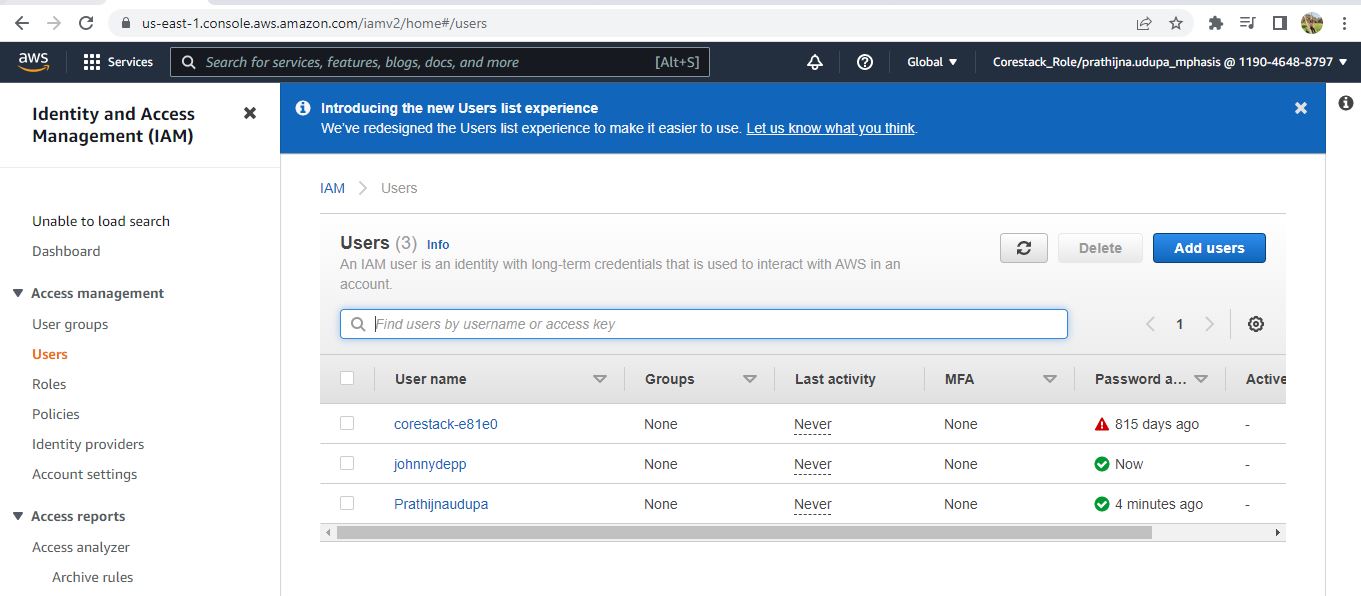 us-east-1.console.aws.amazon.com/iamv2/home#/users
aws
Services
Search for services, features, blogs, docs, and more
[Alt+S]
Global
Corestack_Role/prathijna.udupa_mphasis @ 1190-4648-8797
Identity and Access
Management (IAM)
Unable to load search
Dashboard
Access management
User groups
Users
Roles
Policies
Identity providers
Account settings
Access reports
Access analyzer
Archive rules
Introducing the new Users list experience
We've redesigned the Users list experience to make it easier to use. Let us know what you think.
IAM > Users
Users (3) Info
An IAM user is an identity with long-term credentials that is used to interact with AWS in an
account.
Delete
Add users
Find users by username or access key
1
User name Groups Last activity MFA Password a... Active
corestack-e81e0 None Never None 815 days ago -
johnnydepp None Never None Now -
Prathijnaudupa None Never None 4 minutes ago -